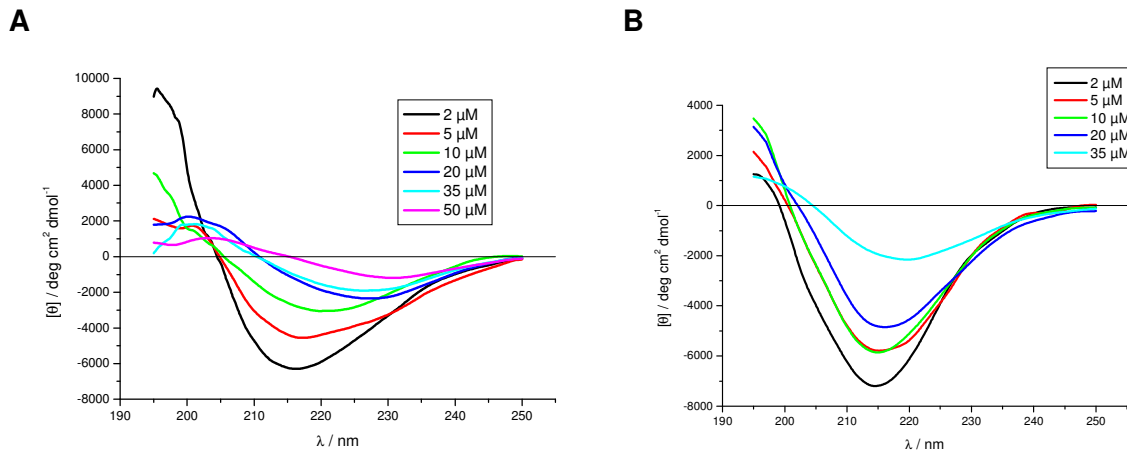 A
10000
8000
6000
4000
2000
0
-2000
-4000
-6000
-8000
190
200
210
220
230
240
250
[θ] / deg cm² dmol⁻¹
λ / nm
2 µM
5 µM
10 µM
20 µM
35 µM
50 µM
B
4000
2000
0
-2000
-4000
-6000
-8000
190
200
210
220
230
240
250
[θ] / deg cm² dmol⁻¹
λ / nm
2 µM
5 µM
10 µM
20 µM
35 µM